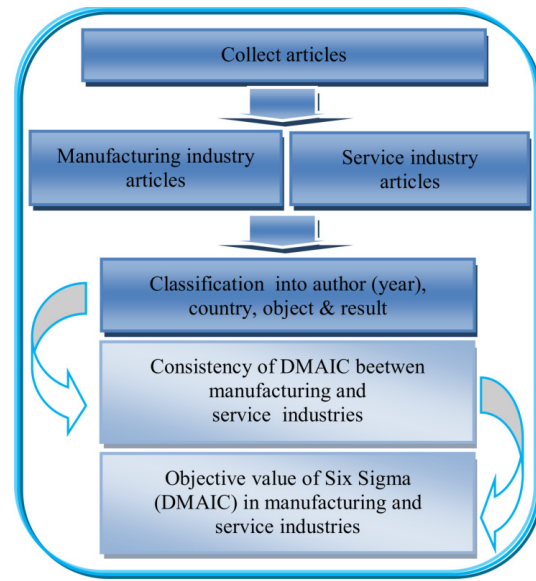 Collect articles
Manufacturing industry
articles
Service industry
articles
Classification into author (year),
country, object & result
Consistency of DMAIC beetwen
manufacturing and
service industries
Objective value of Six Sigma
(DMAIC) in manufacturing and
service industries